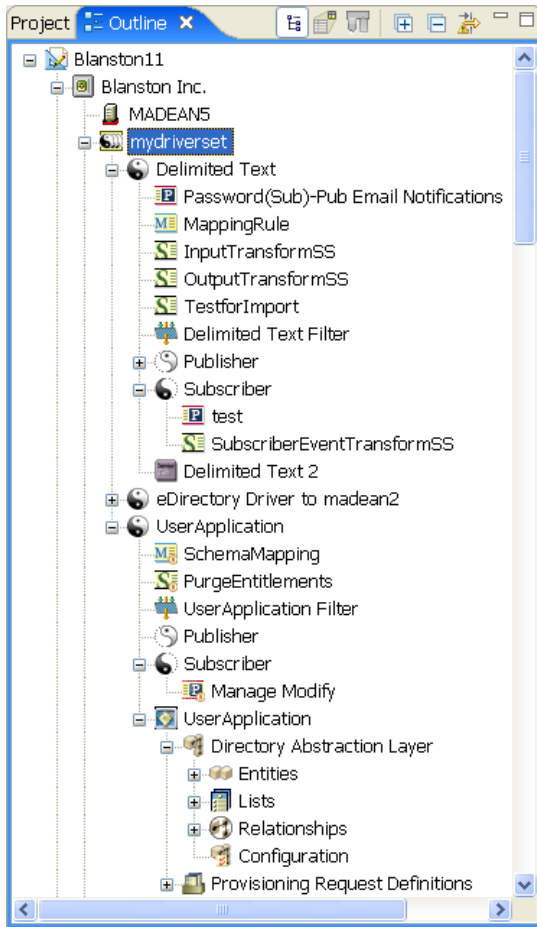 Project Outline
Blanston11
Blanston Inc.
MADEAN5
mydriverset
Delimited Text
Password(Sub)-Pub Email Notifications
MappingRule
InputTransformSS
OutputTransformSS
TestforImport
Delimited Text Filter
Publisher
Subscriber
test
SubscriberEventTransformSS
Delimited Text 2
eDirectory Driver to madean2
UserApplication
SchemaMapping
PurgeEntitlements
UserApplication Filter
Publisher
Subscriber
Manage Modify
UserApplication
Directory Abstraction Layer
Entities
Lists
Relationships
Configuration
Provisioning Request Definitions